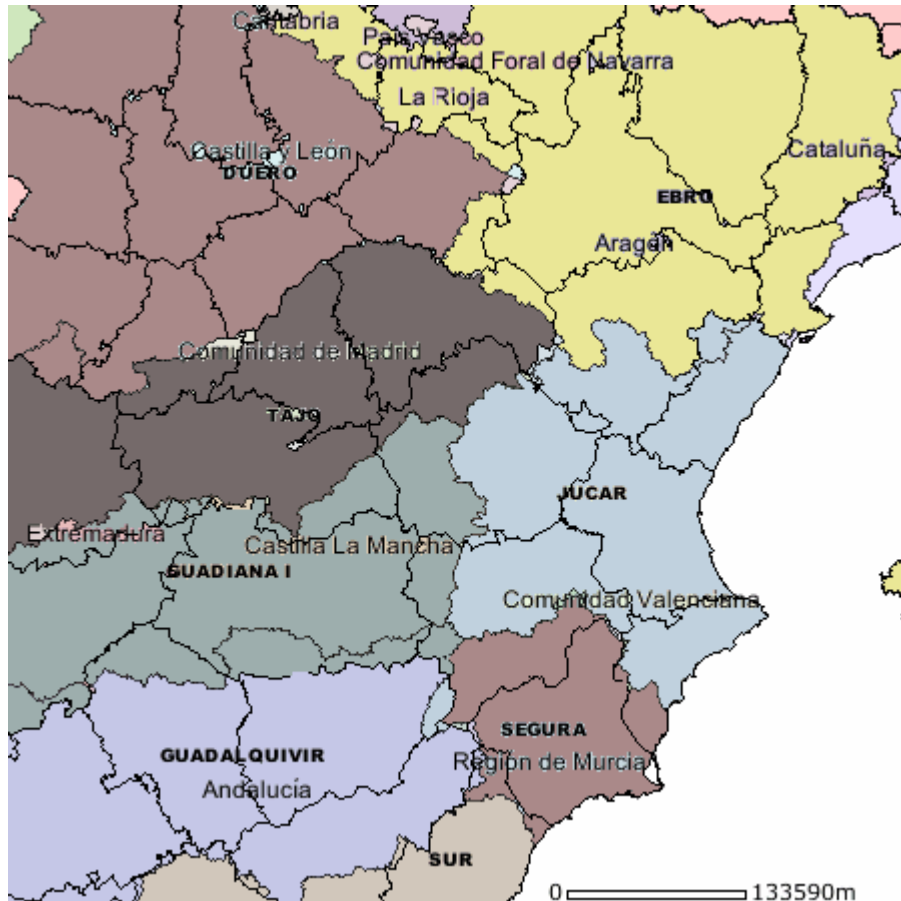 Cantabria
País Vasco
Comunidad Foral de Navarra
La Rioja
Castilla y León
Cataluña
DUERO
EBRO
Aragón
Comunidad de Madrid
TAJO
JUCAR
Extremadura
Castilla La Mancha
GUADIANA I
Comunidad Valenciana
SEGURA
GUADALQUIVIR
Región de Murcia
Andalucía
SUR
0 133590m